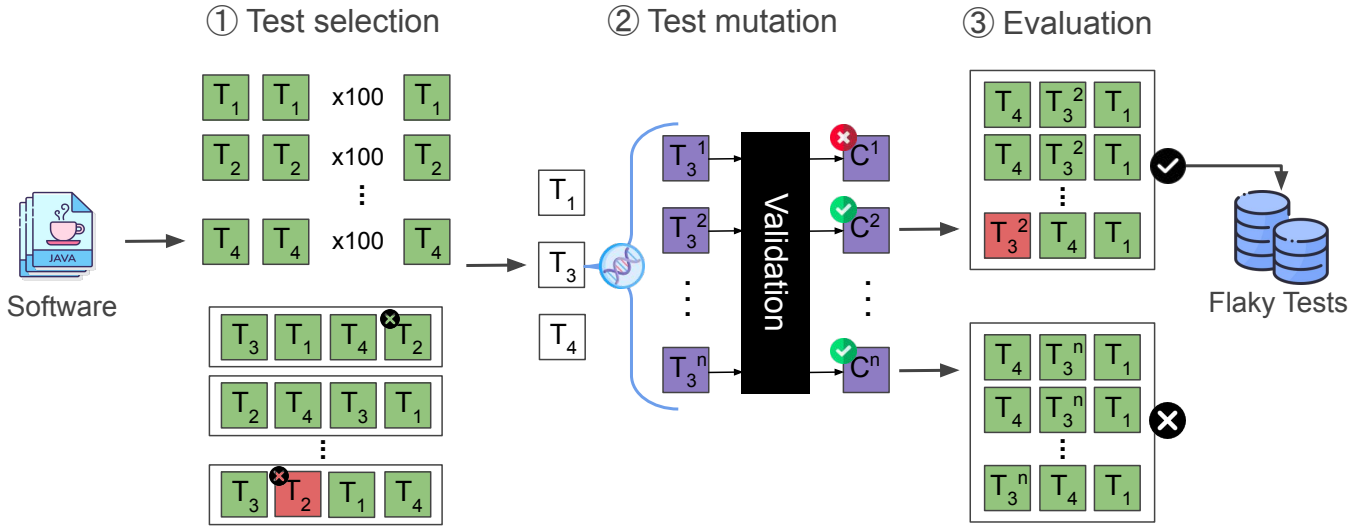 ① Test selection
② Test mutation
③ Evaluation
T1 T1 x100 T1
T2 T2 x100 T2
⋮
T4 T4 x100 T4
T3 T1 T4 T2
T2 T4 T3 T1
⋮
T3 T2 T1 T4
JAVA
Software
T1
T3
T4
T3^1
T3^2
⋮
T3^n
Validation
C^1
C^2
⋮
C^n
T4 T3^2 T1
T4 T3^2 T1
⋮
T3^2 T4 T1
T4 T3^n T1
T4 T3^n T1
⋮
T3^n T4 T1
Flaky Tests